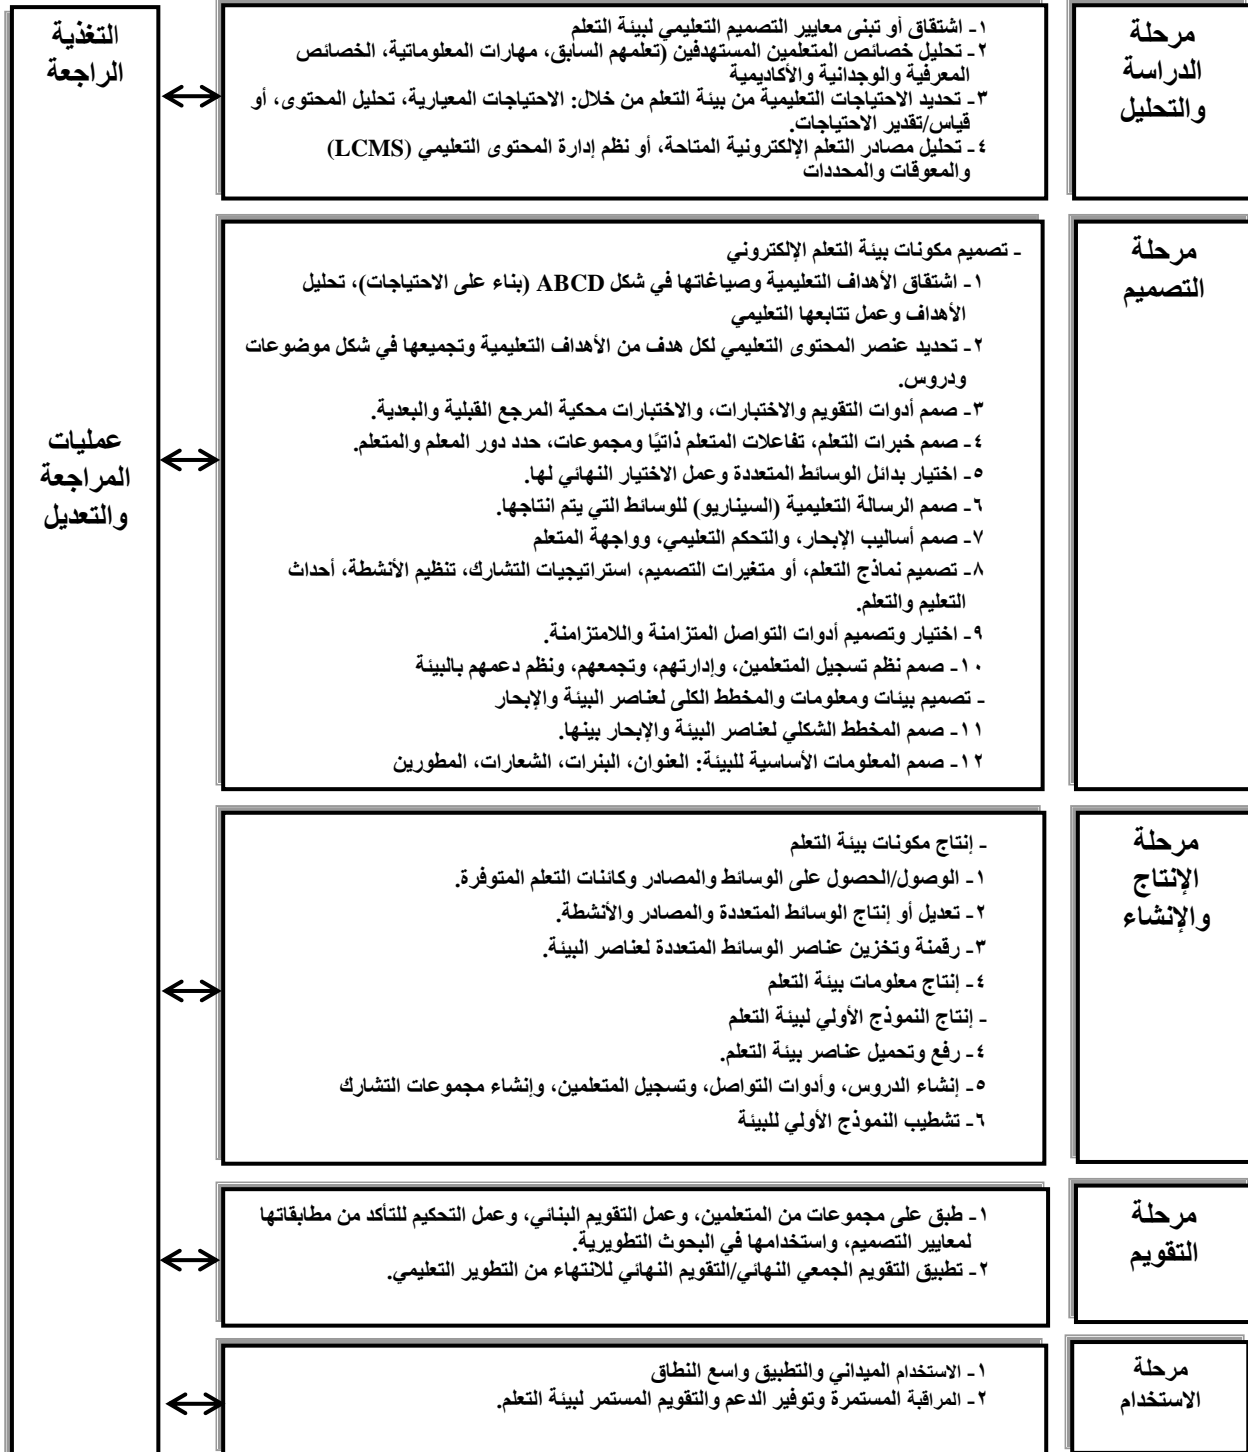 مرحلة
الدراسة
والتحليل
١- اشتقاق أو تبنى معايير التصميم التعليمي لبيئة التعلم
٢- تحليل خصائص المتعلمين المستهدفين (تعلمهم السابق، مهارات المعلوماتية، الخصائص
المعرفية والوجدانية والأكاديمية
٣- تحديد الاحتياجات التعليمية من بيئة التعلم من خلال: الاحتياجات المعيارية، تحليل المحتوى، أو
قياس/تقدير الاحتياجات.
٤- تحليل مصادر التعلم الإلكترونية المتاحة، أو نظم إدارة المحتوى التعليمي (LCMS)
والمعوقات والمحددات
التغذية
الراجعة
مرحلة
التصميم
- تصميم مكونات بيئة التعلم الإلكتروني
١- اشتقاق الأهداف التعليمية وصياغاتها في شكل ABCD (بناء على الاحتياجات)، تحليل
الأهداف وعمل تتابعها التعليمي
٢- تحديد عنصر المحتوى التعليمي لكل هدف من الأهداف التعليمية وتجميعها في شكل موضوعات
ودروس.
٣- صمم أدوات التقويم والاختبارات، والاختبارات محكية المرجع القبلية والبعدية.
٤- صمم خبرات التعلم، تفاعلات المتعلم ذاتيًا ومجموعات، حدد دور المعلم والمتعلم.
٥- اختيار بدائل الوسائط المتعددة وعمل الاختيار النهائي لها.
٦- صمم الرسالة التعليمية (السيناريو) للوسائط التي يتم انتاجها.
٧- صمم أساليب الإبحار، والتحكم التعليمي، وواجهة المتعلم
٨- تصميم نماذج التعلم، أو متغيرات التصميم، استراتيجيات التشارك، تنظيم الأنشطة، أحداث
التعليم والتعلم.
٩- اختيار وتصميم أدوات التواصل المتزامنة واللامتزامنة.
١٠- صمم نظم تسجيل المتعلمين، وإدارتهم، وتجمعهم، ونظم دعمهم بالبيئة
- تصميم بيئات ومعلومات والمخطط الكلى لعناصر البيئة والإبحار
١١- صمم المخطط الشكلي لعناصر البيئة والإبحار بينها.
١٢- صمم المعلومات الأساسية للبيئة: العنوان، البنرات، الشعارات، المطورين
عمليات
المراجعة
والتعديل
مرحلة
الإنتاج
والإنشاء
- إنتاج مكونات بيئة التعلم
١- الوصول/الحصول على الوسائط والمصادر وكائنات التعلم المتوفرة.
٢- تعديل أو إنتاج الوسائط المتعددة والمصادر والأنشطة.
٣- رقمنة وتخزين عناصر الوسائط المتعددة لعناصر البيئة.
٤- إنتاج معلومات بيئة التعلم
- إنتاج النموذج الأولي لبيئة التعلم
٤- رفع وتحميل عناصر بيئة التعلم.
٥- إنشاء الدروس، وأدوات التواصل، وتسجيل المتعلمين، وإنشاء مجموعات التشارك
٦- تشطيب النموذج الأولي للبيئة
مرحلة
التقويم
١- طبق على مجموعات من المتعلمين، وعمل التقويم البنائي، وعمل التحكيم للتأكد من مطابقاتها
لمعايير التصميم، واستخدامها في البحوث التطويرية.
٢- تطبيق التقويم الجمعي النهائي/التقويم النهائي للانتهاء من التطوير التعليمي.
مرحلة
الاستخدام
١- الاستخدام الميداني والتطبيق واسع النطاق
٢- المراقبة المستمرة وتوفير الدعم والتقويم المستمر لبيئة التعلم.